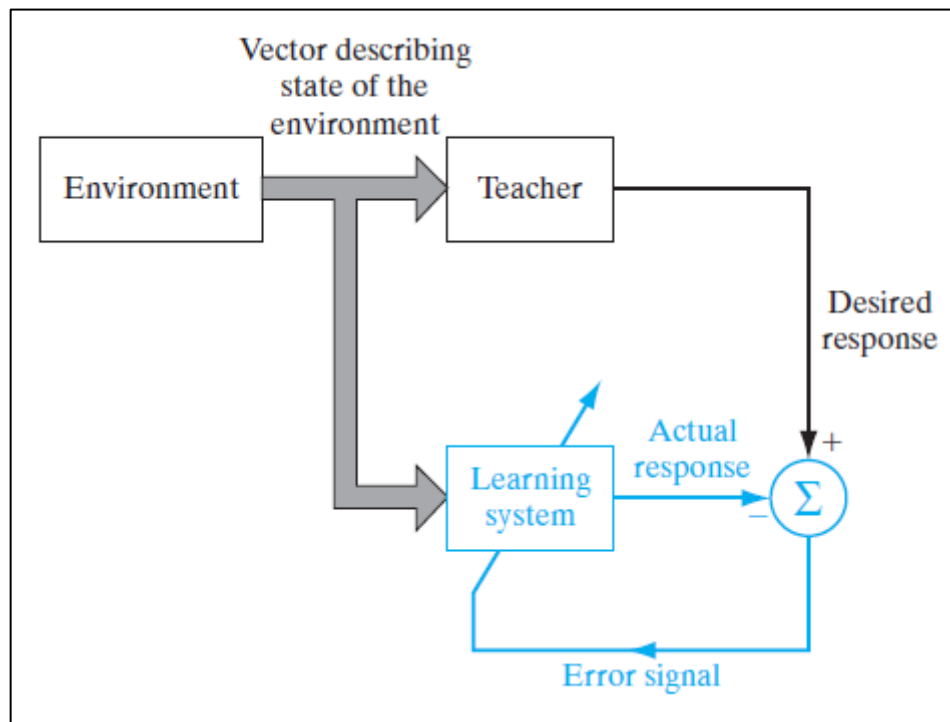 Vector describing
state of the
environment
Environment
Teacher
Desired
response
+
Actual
response
Learning
system
−
Σ
Error signal